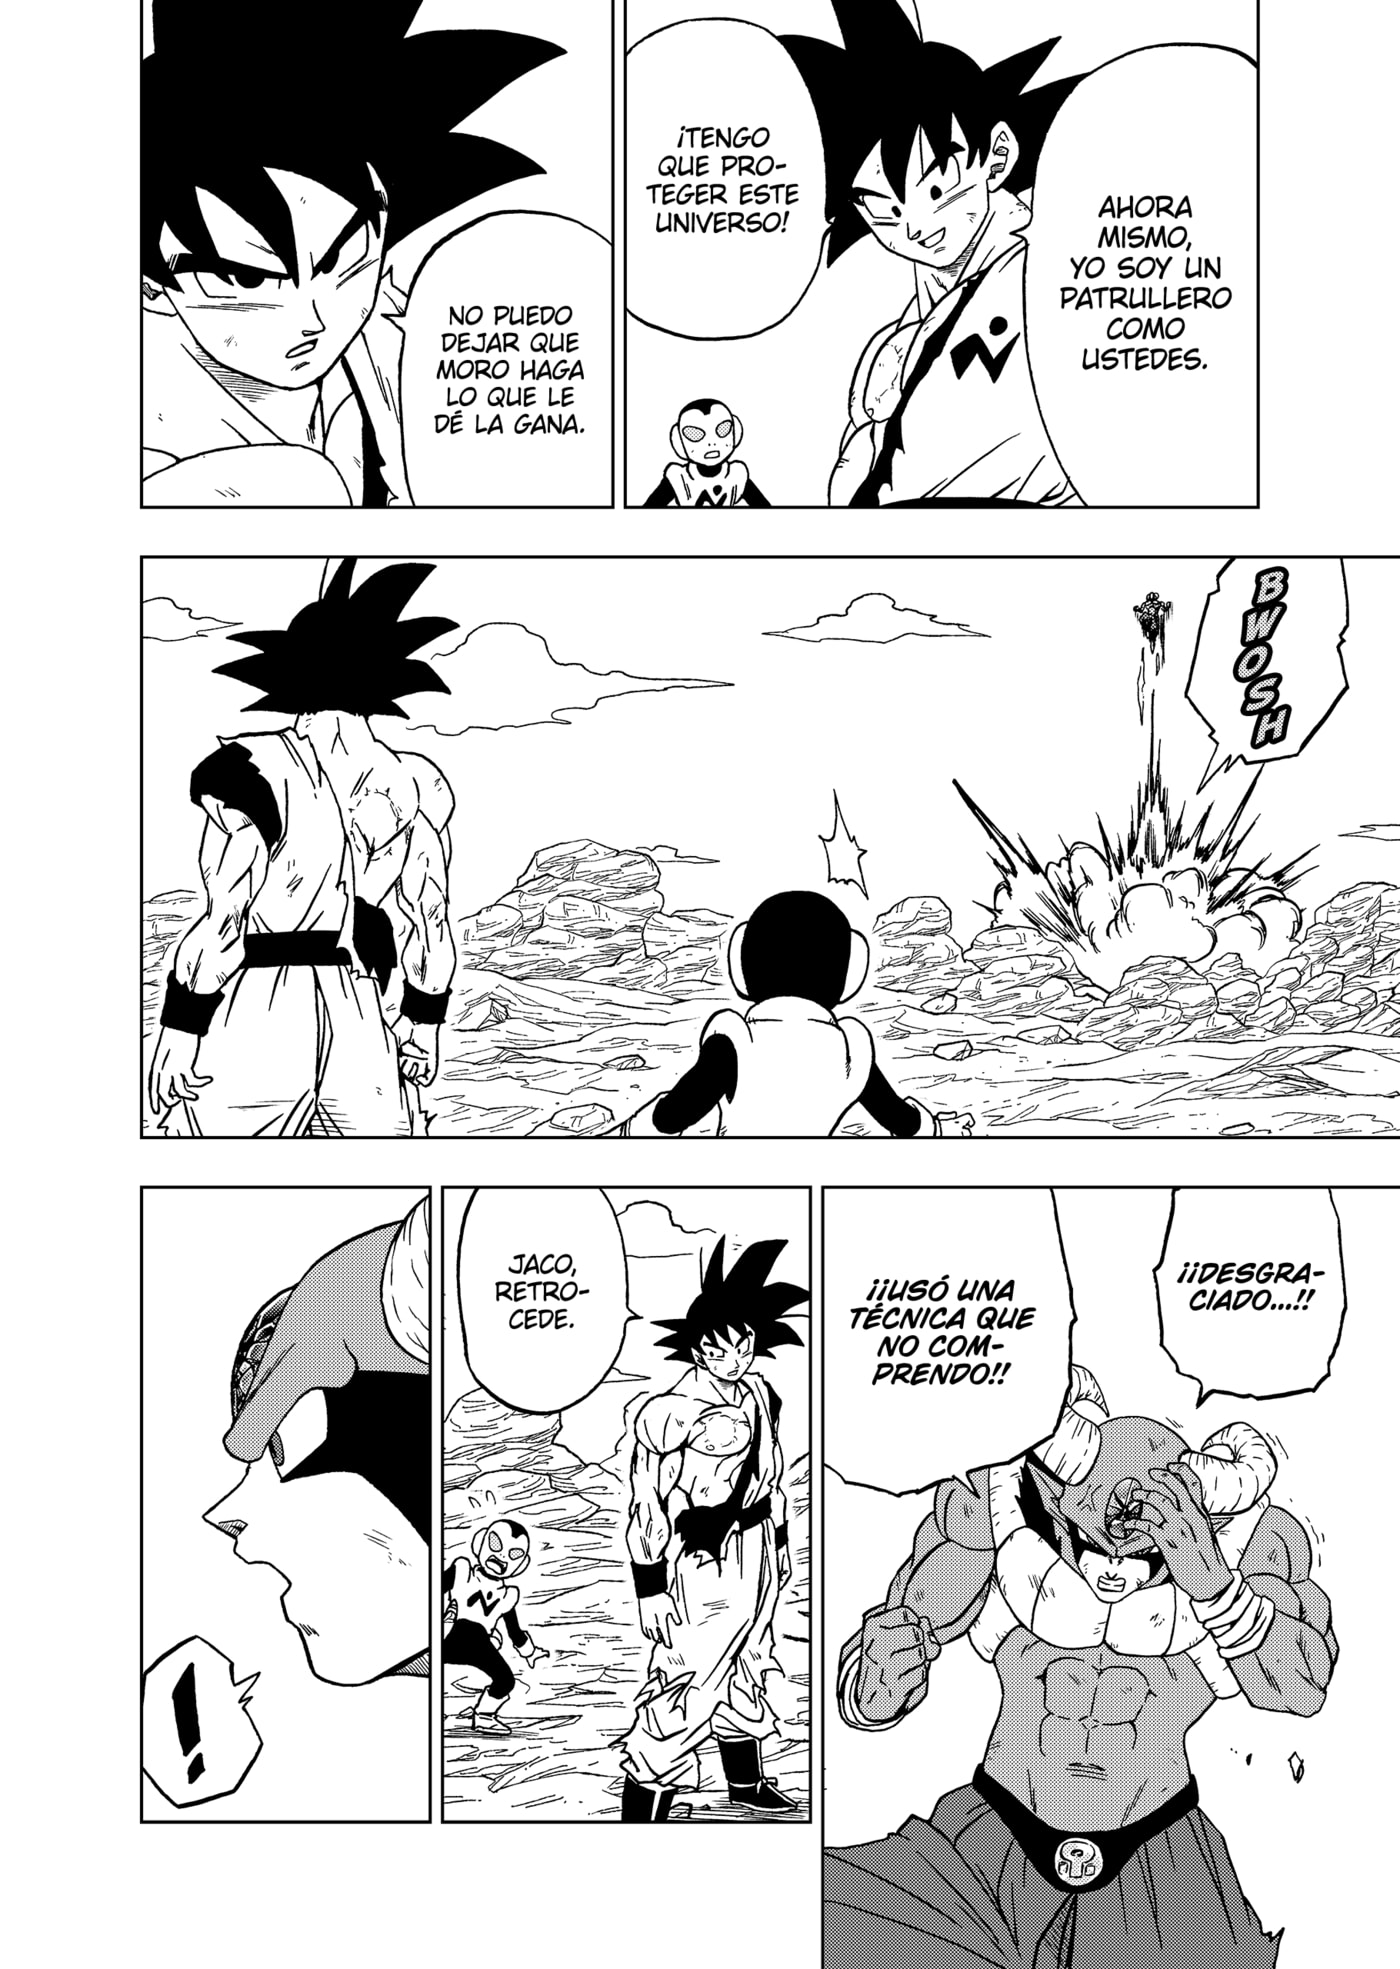 AHORA
MISMO,
YO SOY UN
PATRULLERO
COMO
USTEDES.
¡TENGO
QUE PRO-
TEGER ESTE
UNIVERSO!
NO PUEDO
DEJAR QUE
MORO HAGA
LO QUE LE
DÉ LA GANA.
BWOSH
¡¡DESGRA-
CIADO...!!
¡¡USÓ UNA
TÉCNICA QUE
NO COM-
PRENDO!!
JACO,
RETRO-
CEDE.
!